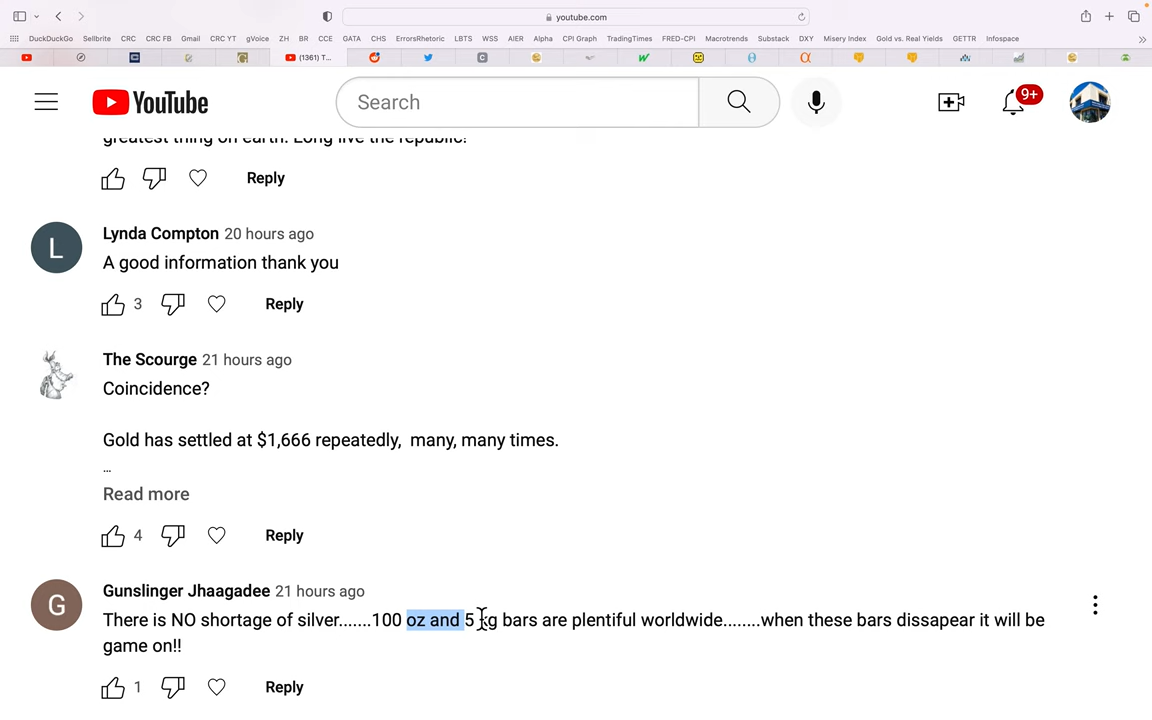 youtube.com
DuckDuckGo Sellbrite CRC CRC FB Gmail CRC YT gVoice ZH BR CCE GATA CHS ErrorsRhetoric LBTS WSS AIER Alpha CPI Graph TradingTimes FRED-CPI Macrotrends Substack DXY Misery Index Gold vs. Real Yields GETTR Infospace
(1361) T...
YouTube
Search
9+
greatest thing on earth. Long live the republic!
Reply
L
Lynda Compton 20 hours ago
A good information thank you
3 Reply
The Scourge 21 hours ago
Coincidence?
Gold has settled at $1,666 repeatedly, many, many times.
...
Read more
4 Reply
G
Gunslinger Jhaagadee 21 hours ago
There is NO shortage of silver.......100 oz and 5 kg bars are plentiful worldwide........when these bars dissapear it will be
game on!!
1 Reply